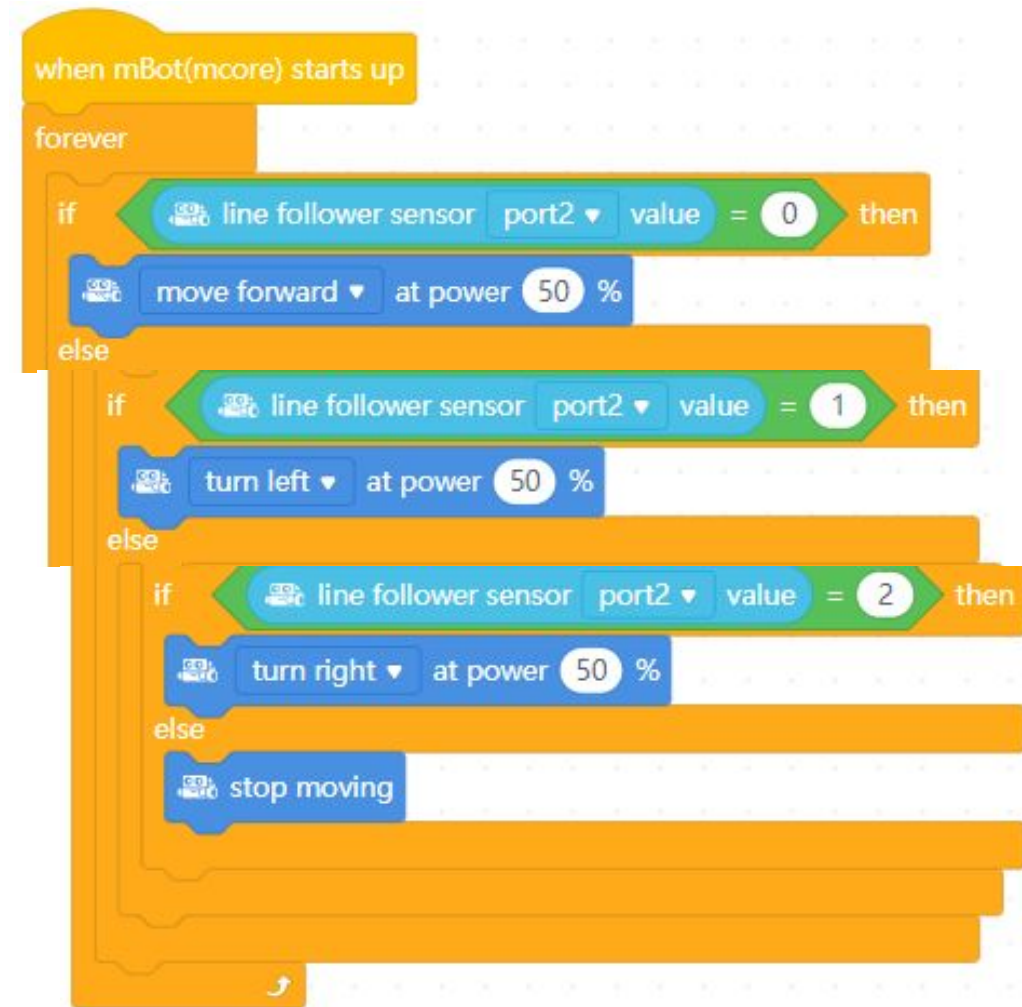 when mBot(mcore) starts up
forever
if line follower sensor port2 value = 0 then
move forward at power 50 %
else
if line follower sensor port2 value = 1 then
turn left at power 50 %
else
if line follower sensor port2 value = 2 then
turn right at power 50 %
else
stop moving